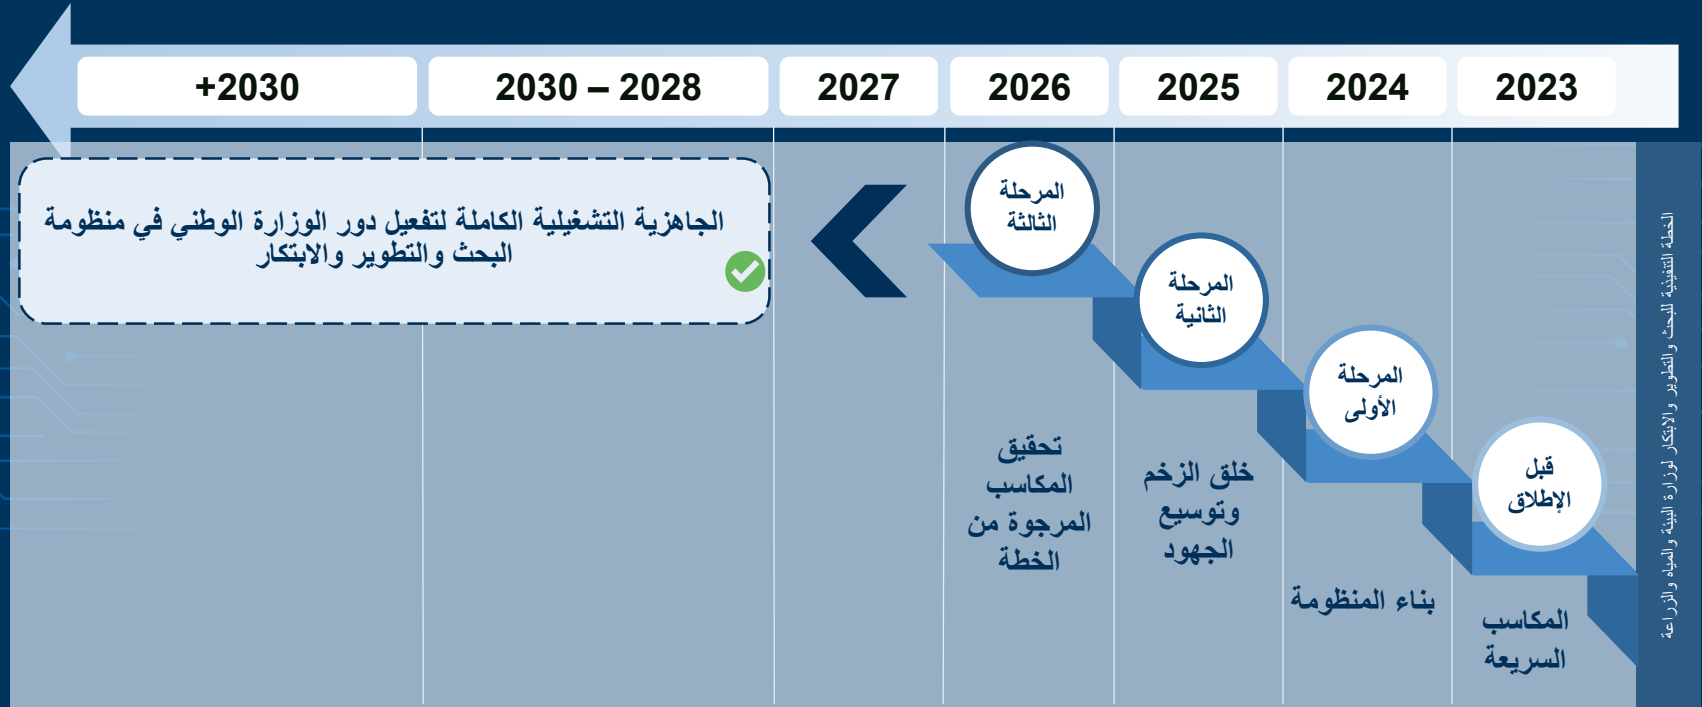 2023
2024
2025
2026
2027
2028 – 2030
2030+
الخطة التنفيذية للبحث والتطوير والابتكار لوزارة البيئة والمياه والزراعة
قبل
الإطلاق
المكاسب
السريعة
المرحلة
الأولى
بناء المنظومة
المرحلة
الثانية
خلق الزخم
وتوسيع
الجهود
المرحلة
الثالثة
تحقيق
المكاسب
المرجوة من
الخطة
الجاهزية التشغيلية الكاملة لتفعيل دور الوزارة الوطني في منظومة
البحث والتطوير والابتكار